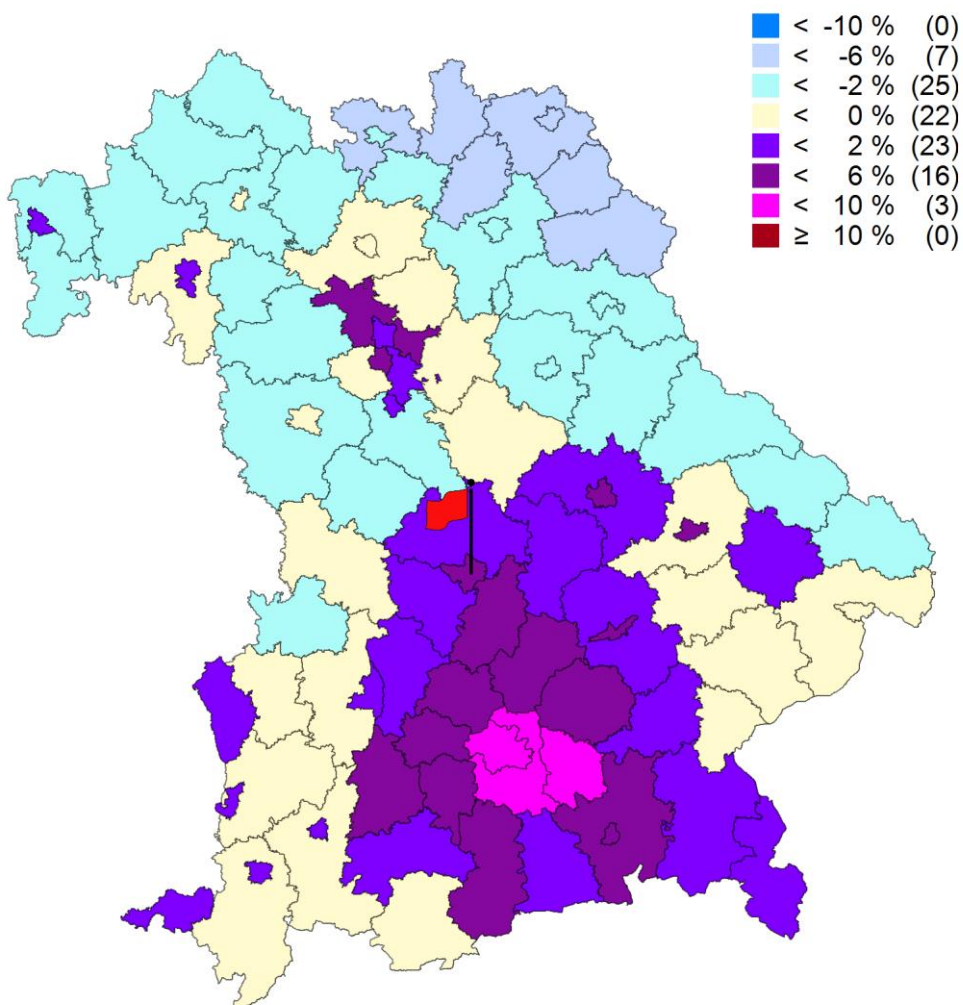 < -10 % (0)
< -6 % (7)
< -2 % (25)
< 0 % (22)
< 2 % (23)
< 6 % (16)
< 10 % (3)
≥ 10 % (0)